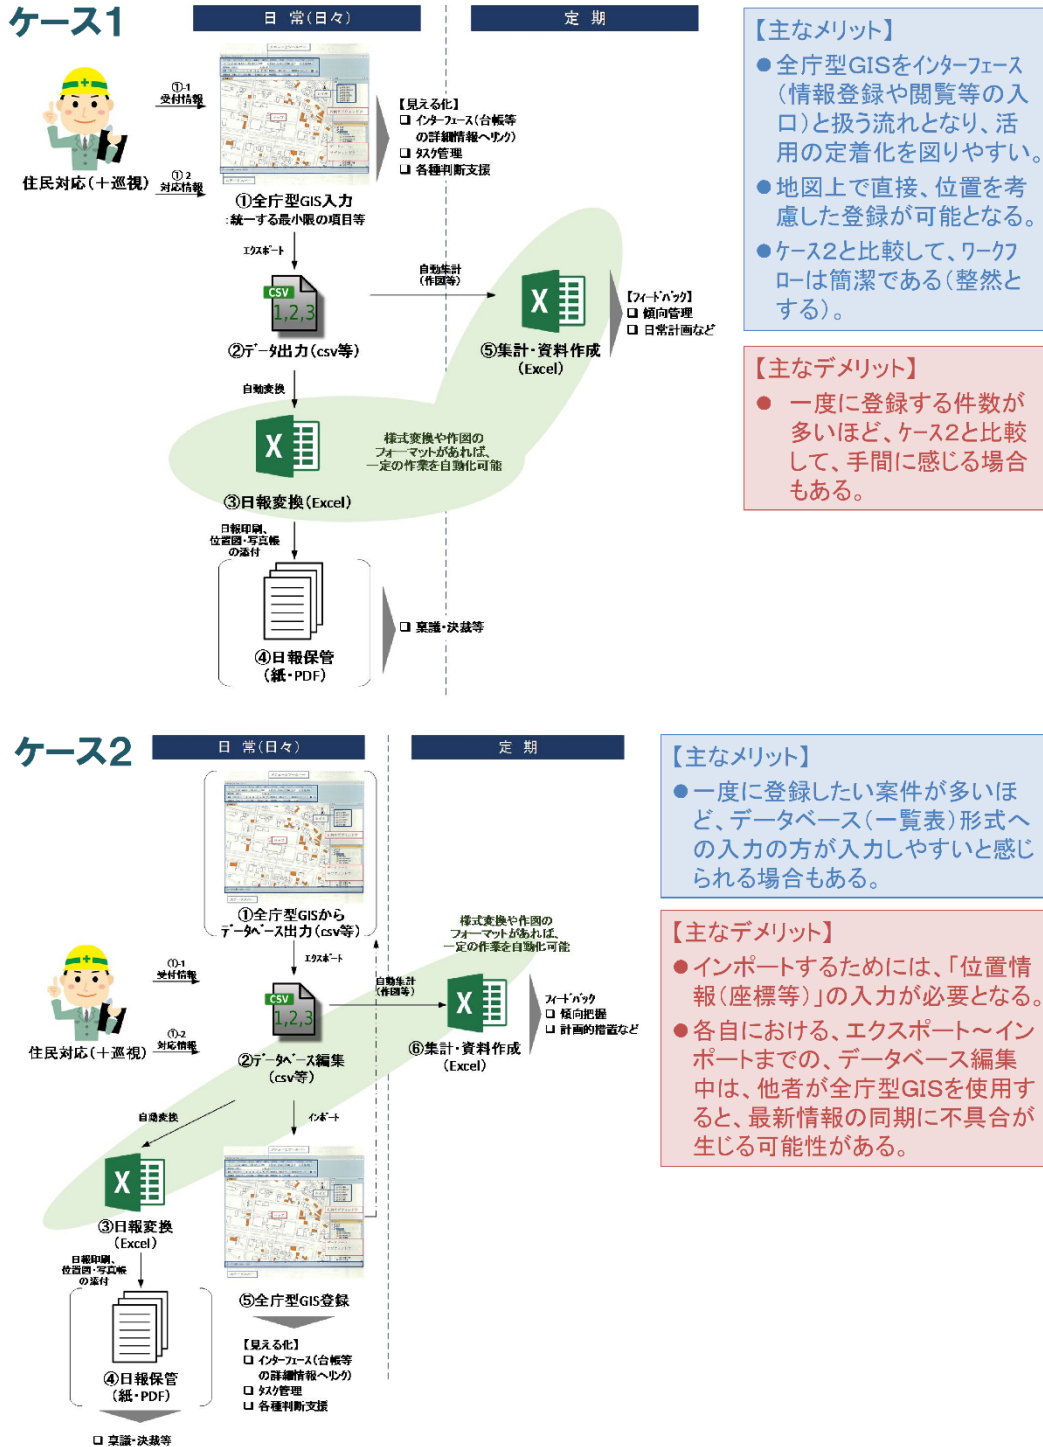 ケース1
日 常(日々)
定 期
①-1
受付情報
①-2
対応情報
住民対応(＋巡視)
【見える化】
❑ インターフェース(台帳等
の詳細情報へリンク)
❑ タスク管理
❑ 各種判断支援
①全庁型GIS入力
:統一する最小限の項目等
エクスポート
CSV
1,2,3
②データ出力(csv等)
自動集計
(作図等)
X
⑤集計・資料作成
(Excel)
【フィードバック】
❑ 傾向管理
❑ 日常計画など
自動変換
X
③日報変換(Excel)
様式変換や作図の
フォーマットがあれば、
一定の作業を自動化可能
日報印刷、
位置図・写真帳
の添付
④日報保管
(紙・PDF)
❑ 稟議・決裁等
【主なメリット】
●全庁型GISをインターフェース
(情報登録や閲覧等の入
口)と扱う流れとなり、活
用の定着化を図りやすい。
●地図上で直接、位置を考
慮した登録が可能となる。
●ケース2と比較して、ワークフ
ローは簡潔である(整然と
する)。
【主なデメリット】
● 一度に登録する件数が
多いほど、ケース2と比較
して、手間に感じる場合
もある。
ケース2
日 常(日々)
定 期
①全庁型GISから
データベース出力(csv等)
エクスポート
①-1
受付情報
①-2
対応情報
住民対応(＋巡視)
CSV
1,2,3
②データベース編集
(csv等)
自動集計
(作図等)
様式変換や作図の
フォーマットがあれば、
一定の作業を自動化可能
X
⑥集計・資料作成
(Excel)
フィードバック
❑ 傾向把握
❑ 計画的措置など
自動変換
インポート
X
③日報変換
(Excel)
日報印刷、
位置図・写真帳
の添付
④日報保管
(紙・PDF)
❑ 稟議・決裁等
⑤全庁型GIS登録
【見える化】
❑ インターフェース(台帳等
の詳細情報へリンク)
❑ タスク管理
❑ 各種判断支援
【主なメリット】
●一度に登録したい案件が多いほ
ど、データベース(一覧表)形式へ
の入力の方が入力しやすいと感じ
られる場合もある。
【主なデメリット】
●インポートするためには、「位置情
報(座標等)」の入力が必要となる。
●各自における、エクスポート～イン
ポートまでの、データベース編集
中は、他者が全庁型GISを使用す
ると、最新情報の同期に不具合が
生じる可能性がある。